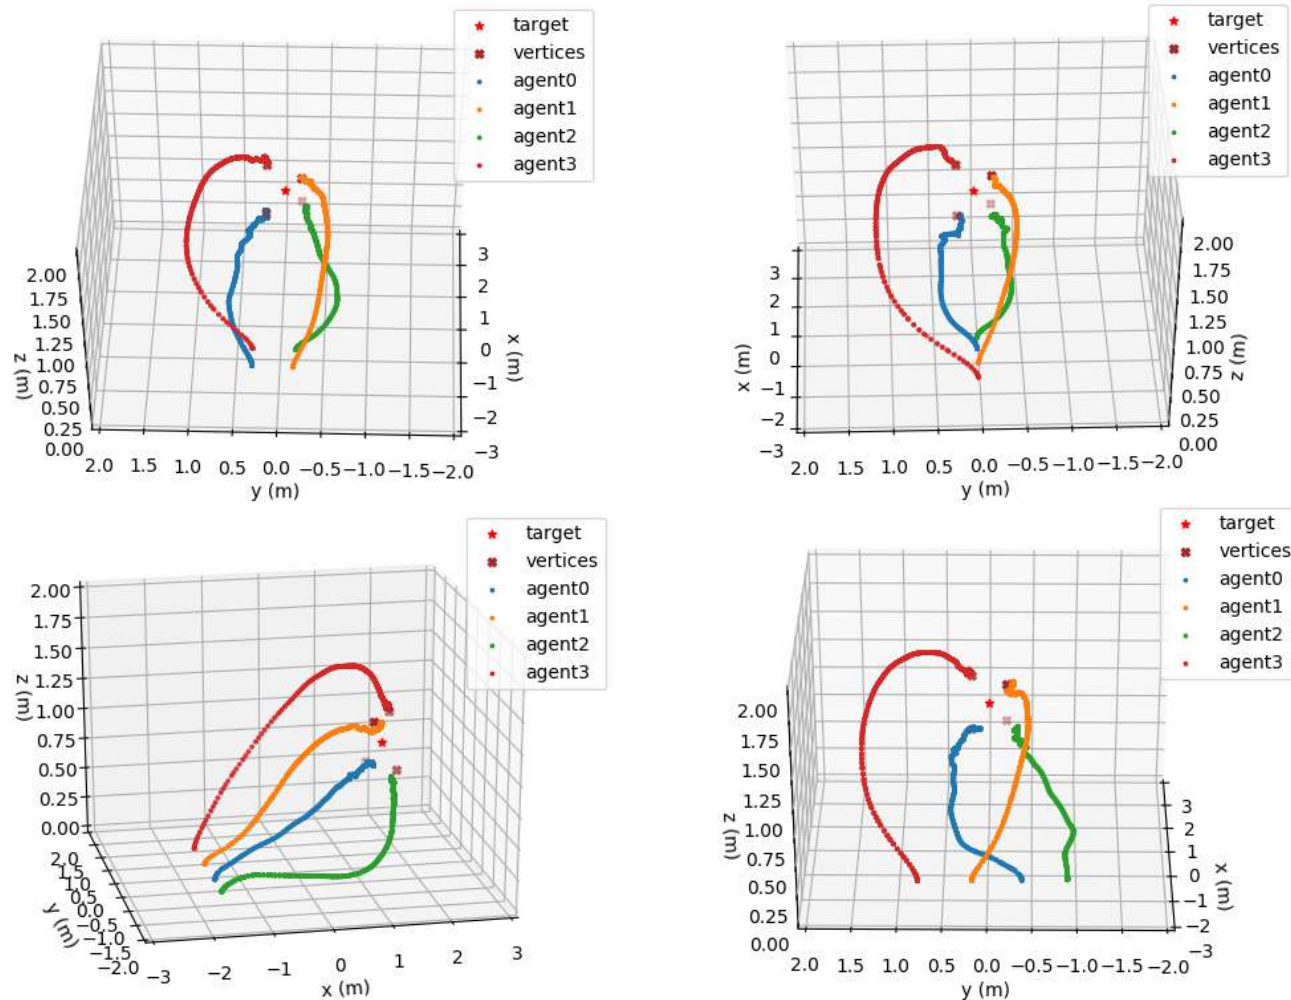 target
vertices
agent0
agent1
agent2
agent3
2.00
1.75
1.50
1.25
1.00
0.75
0.50
0.25
0.00
z (m)
3
2
1
0
−1
−2
−3
x (m)
2.0 1.5 1.0 0.5 0.0 −0.5 −1.0 −1.5 −2.0
y (m)
target
vertices
agent0
agent1
agent2
agent3
3
2
1
0
−1
−2
−3
x (m)
2.00
1.75
1.50
1.25
1.00
0.75
0.50
0.25
0.00
z (m)
2.0 1.5 1.0 0.5 0.0 −0.5 −1.0 −1.5 −2.0
y (m)
target
vertices
agent0
agent1
agent2
agent3
2.00
1.75
1.50
1.25
1.00
0.75
0.50
0.25
0.00
z (m)
2.0
1.5
1.0
0.5
0.0
−0.5
−1.0
−1.5
−2.0
y (m)
−3 −2 −1 0 1 2 3
x (m)
target
vertices
agent0
agent1
agent2
agent3
2.00
1.75
1.50
1.25
1.00
0.75
0.50
0.25
0.00
z (m)
3
2
1
0
−1
−2
−3
x (m)
2.0 1.5 1.0 0.5 0.0 −0.5 −1.0 −1.5 −2.0
y (m)